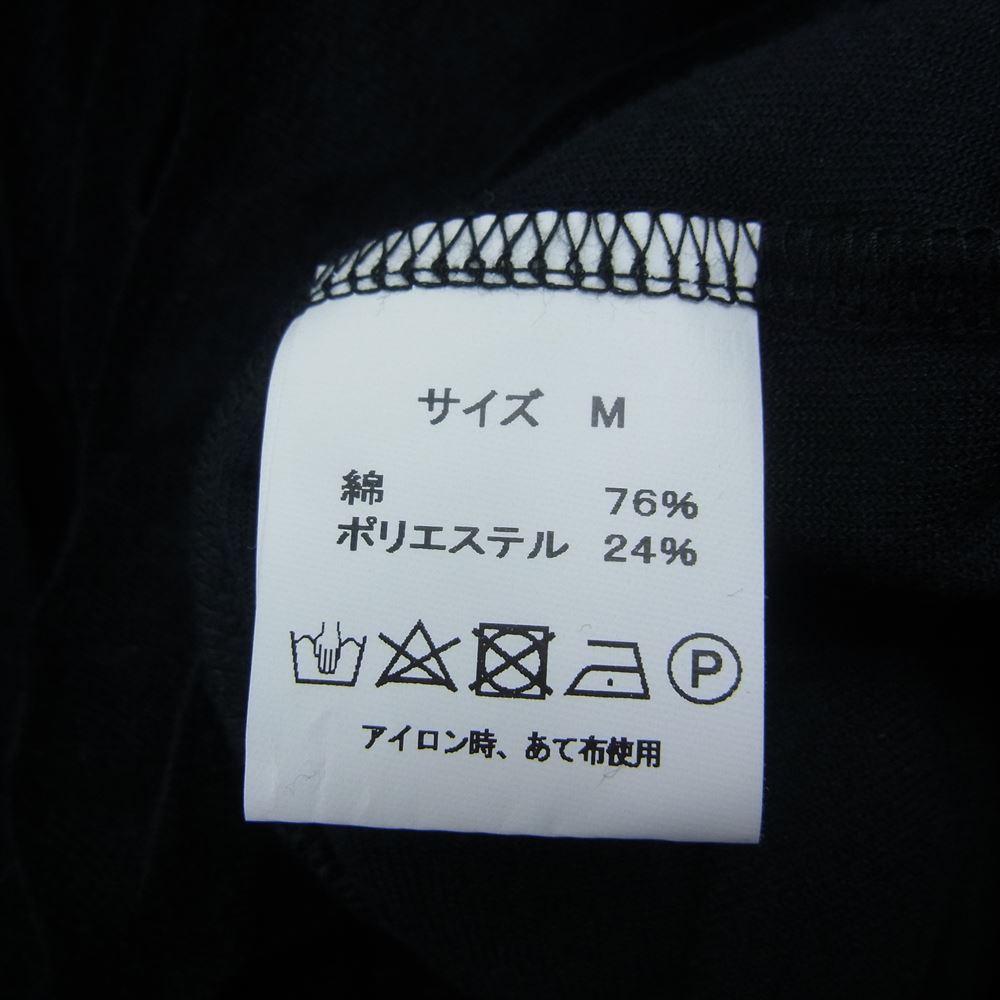 サイズ M
綿 76%
ポリエステル 24%
P
アイロン時、あて布使用